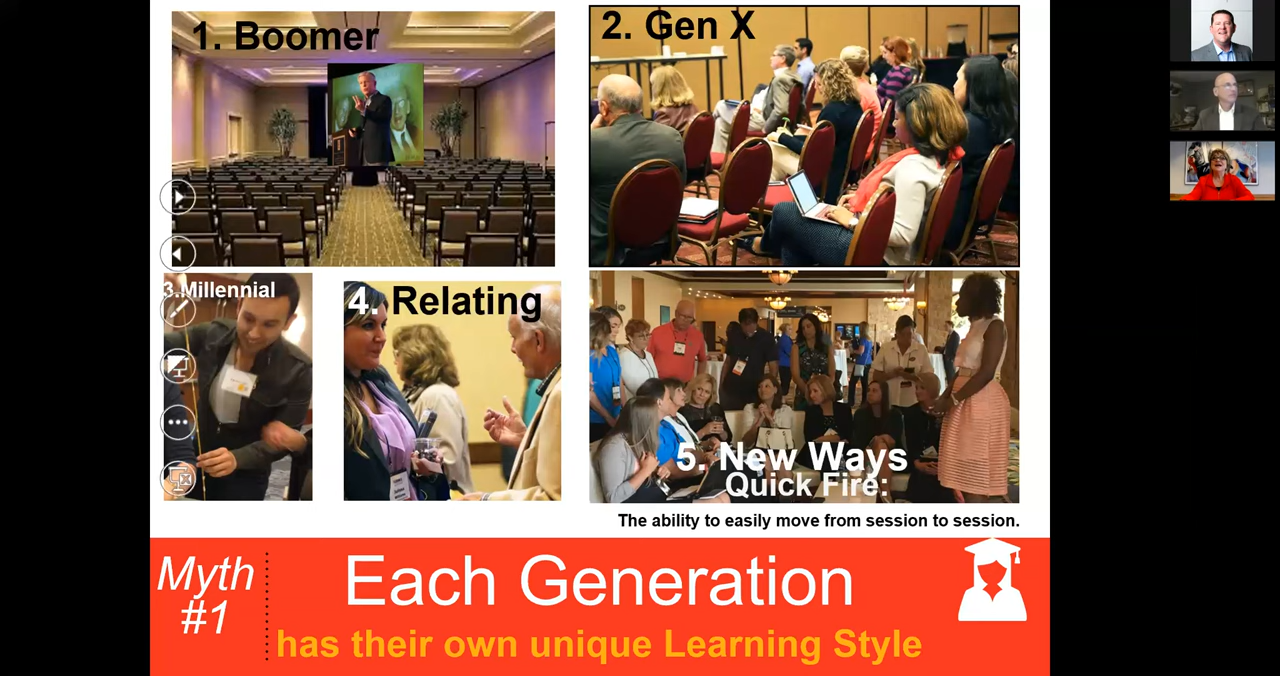 1. Boomer
2. Gen X
3.Millennial
4. Relating
5. New Ways
Quick Fire:
The ability to easily move from session to session.
Myth
#1
Each Generation
has their own unique Learning Style